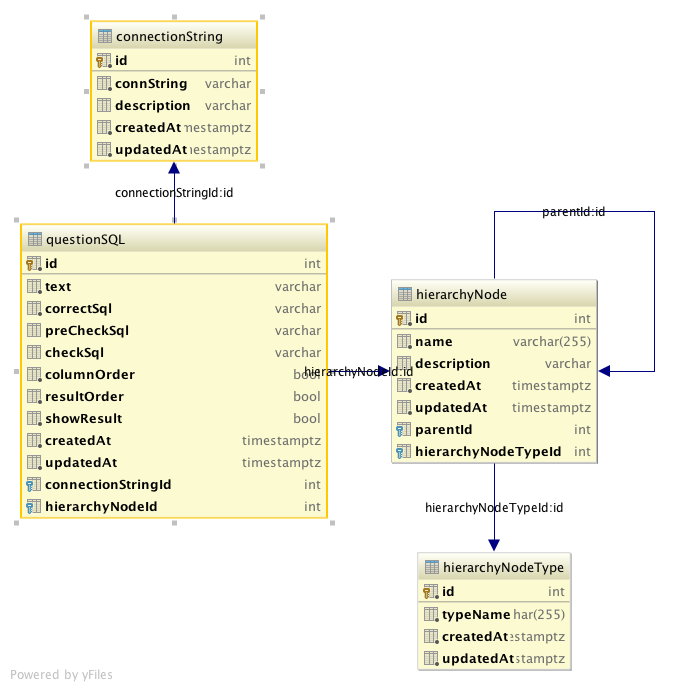 connectionString
id int
connString varchar
description varchar
createdAt nestamptz
updatedAt nestamptz
connectionStringId:id
questionSQL
id int
text varchar
correctSql varchar
preCheckSql varchar
checkSql varchar
columnOrder bool
resultOrder bool
showResult bool
createdAt timestamptz
updatedAt timestamptz
connectionStringId int
hierarchyNodeId int
hierarchyNodeId:id
parentId:id
hierarchyNode
id int
name varchar(255)
description varchar
createdAt timestamptz
updatedAt timestamptz
parentId int
hierarchyNodeTypeId int
hierarchyNodeTypeId:id
hierarchyNodeType
id int
typeName har(255)
createdAt estamptz
updatedAt stamptz
Powered by yFiles